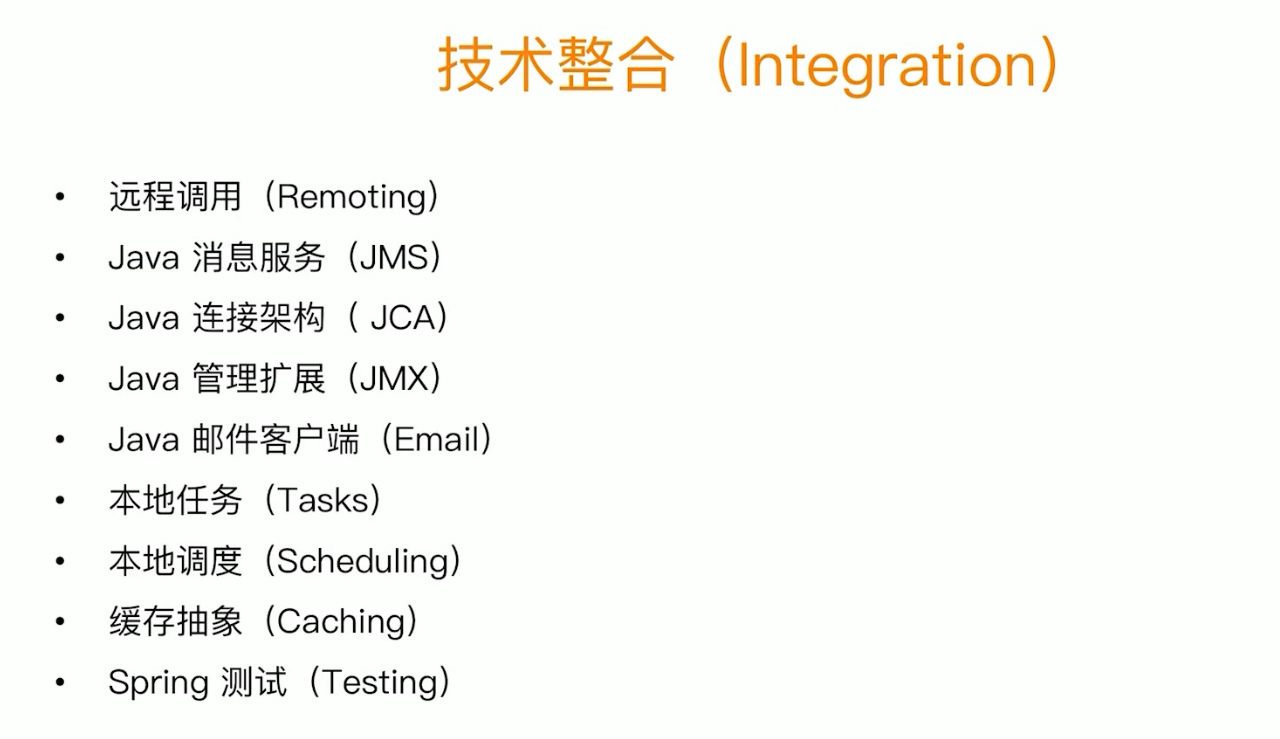 技术整合（Integration）
• 远程调用（Remoting）
• Java 消息服务（JMS）
• Java 连接架构（ JCA）
• Java 管理扩展（JMX）
• Java 邮件客户端（Email）
• 本地任务（Tasks）
• 本地调度（Scheduling）
• 缓存抽象（Caching）
• Spring 测试（Testing）